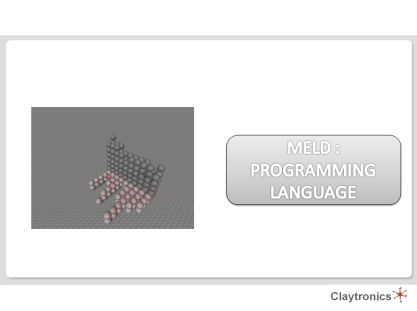 MELD :
PROGRAMMING
LANGUAGE
Claytronics